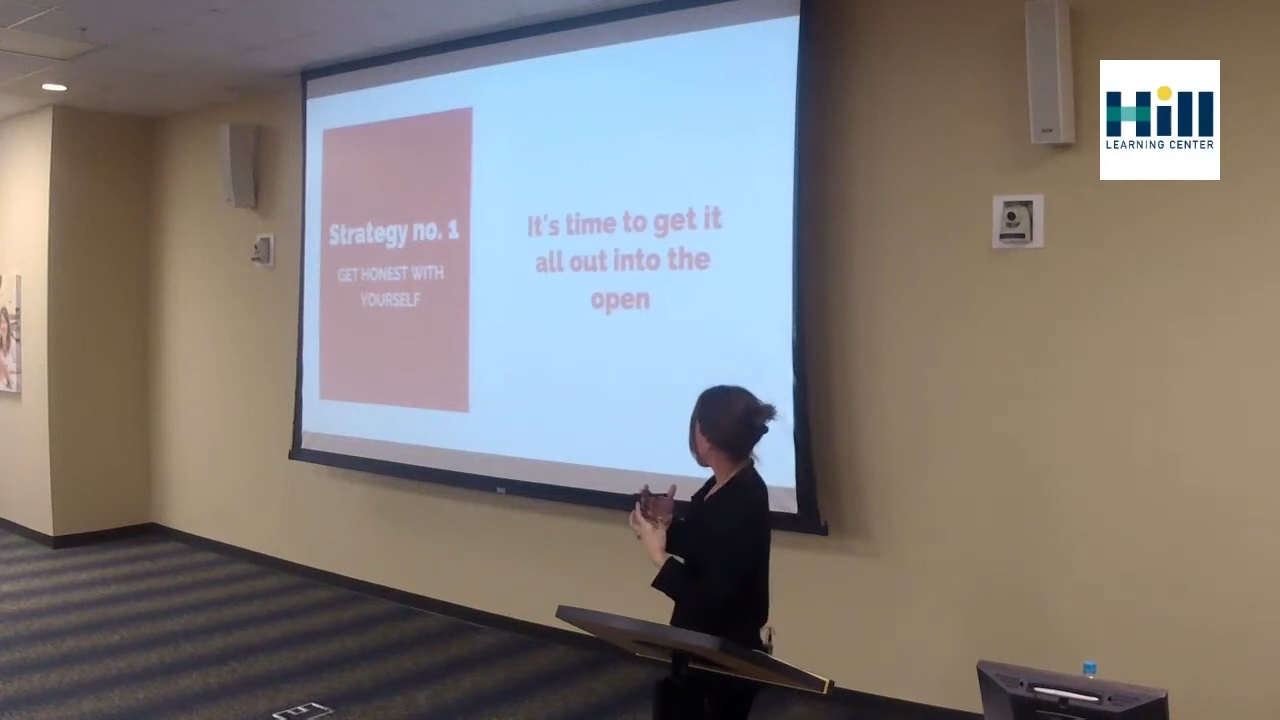 Strategy no. 1
GET HONEST WITH
YOURSELF
It's time to get it
all out into the
open
Hill
LEARNING CENTER